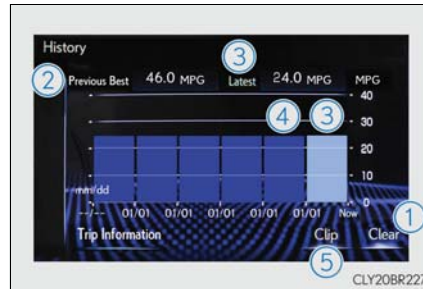 History
③
② Previous Best 46.0 MPG Latest 24.0 MPG MPG
40
④ ③ 30
20
10
mm/dd 0
--/-- 01/01 01/01 01/01 01/01 01/01 Now
①
Trip Information Clip Clear
⑤
CLY20BR227